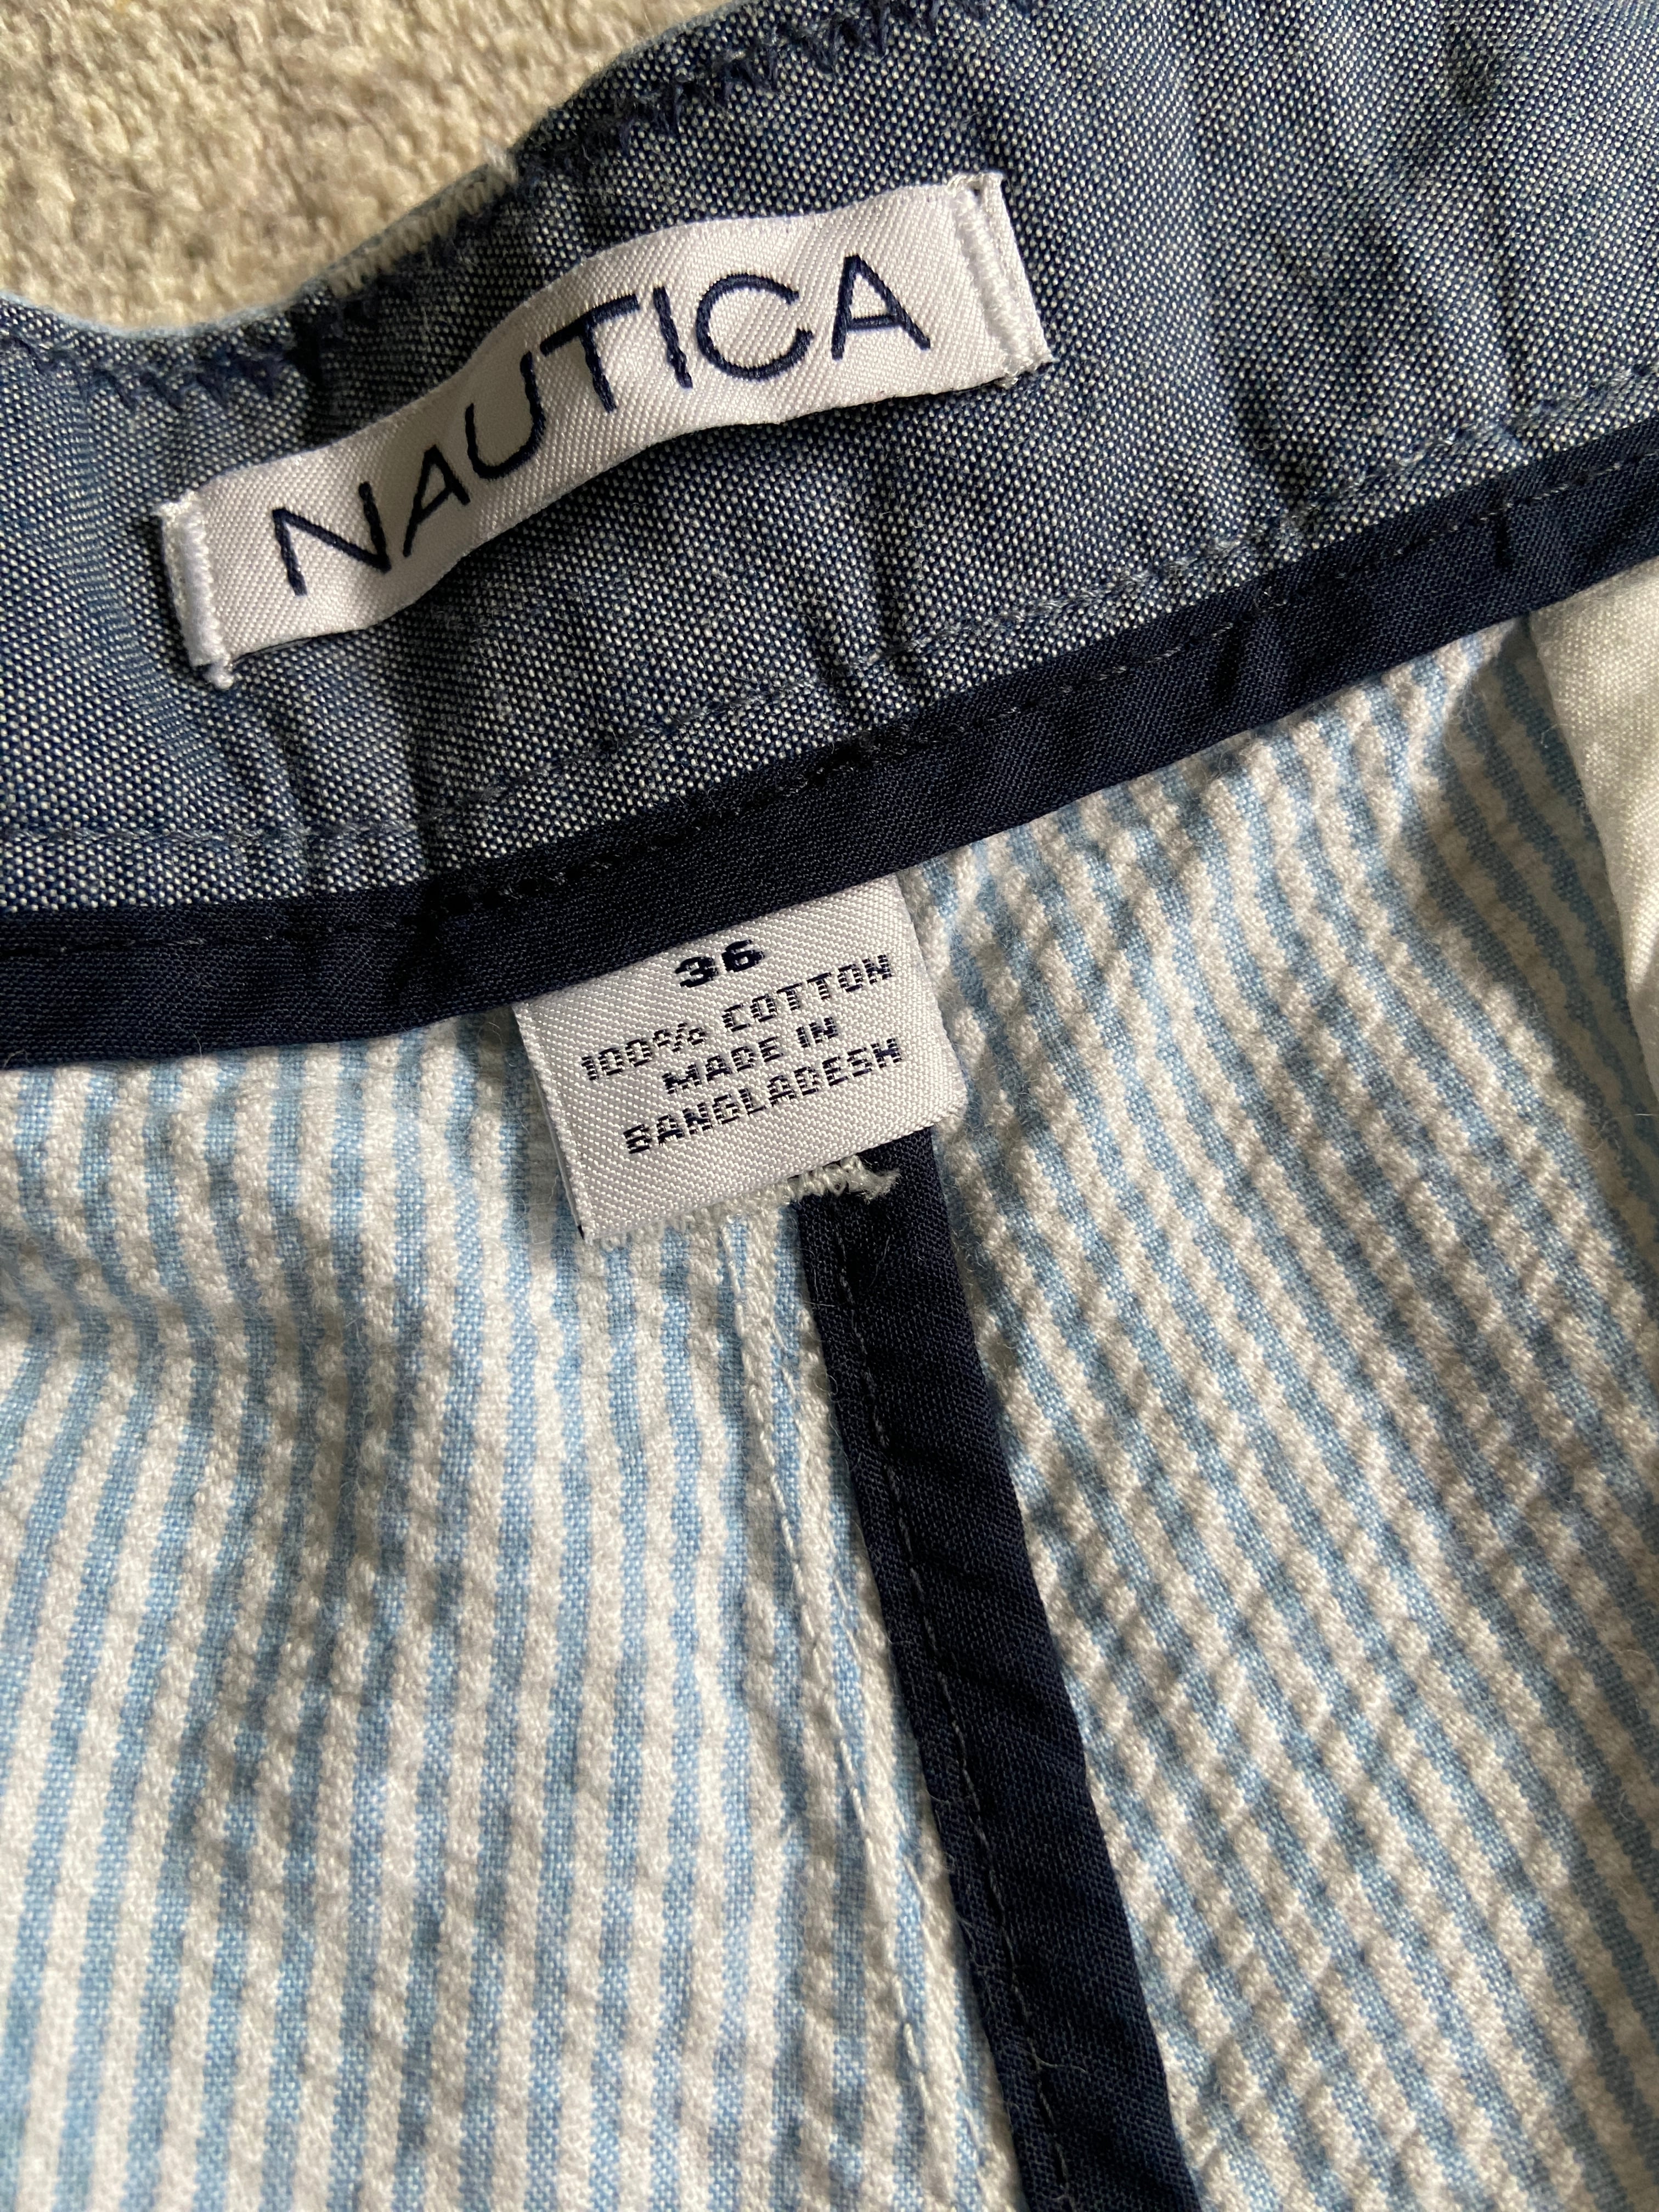 NAUTICA
36
100% COTTON
MADE IN
BANGLADESH